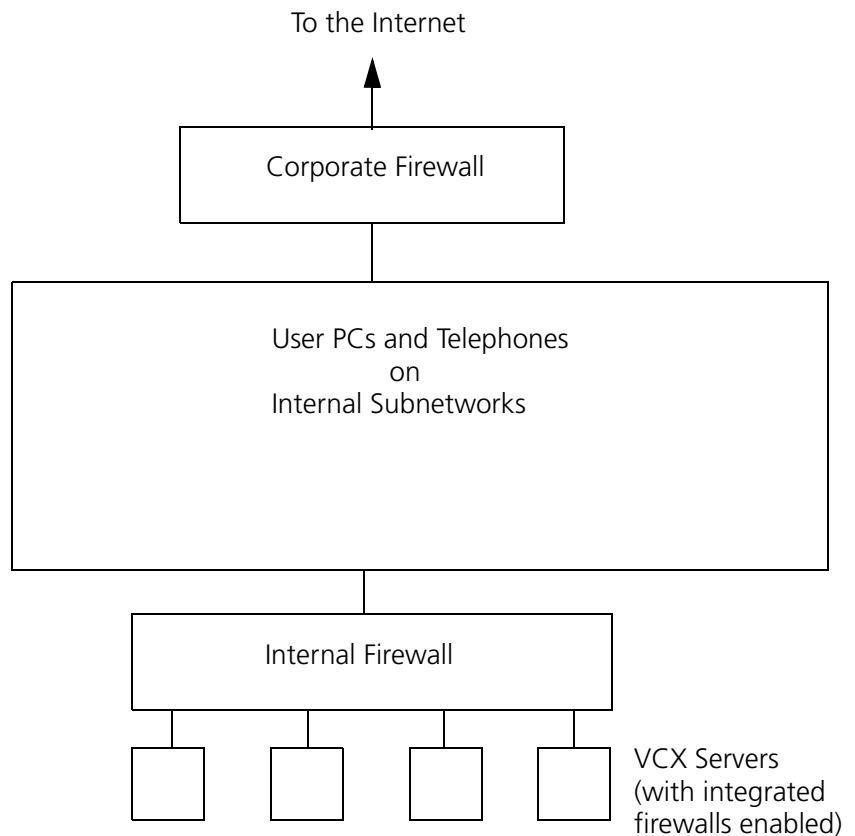 To the Internet
Corporate Firewall
User PCs and Telephones
on
Internal Subnetworks
Internal Firewall
VCX Servers
(with integrated
firewalls enabled)